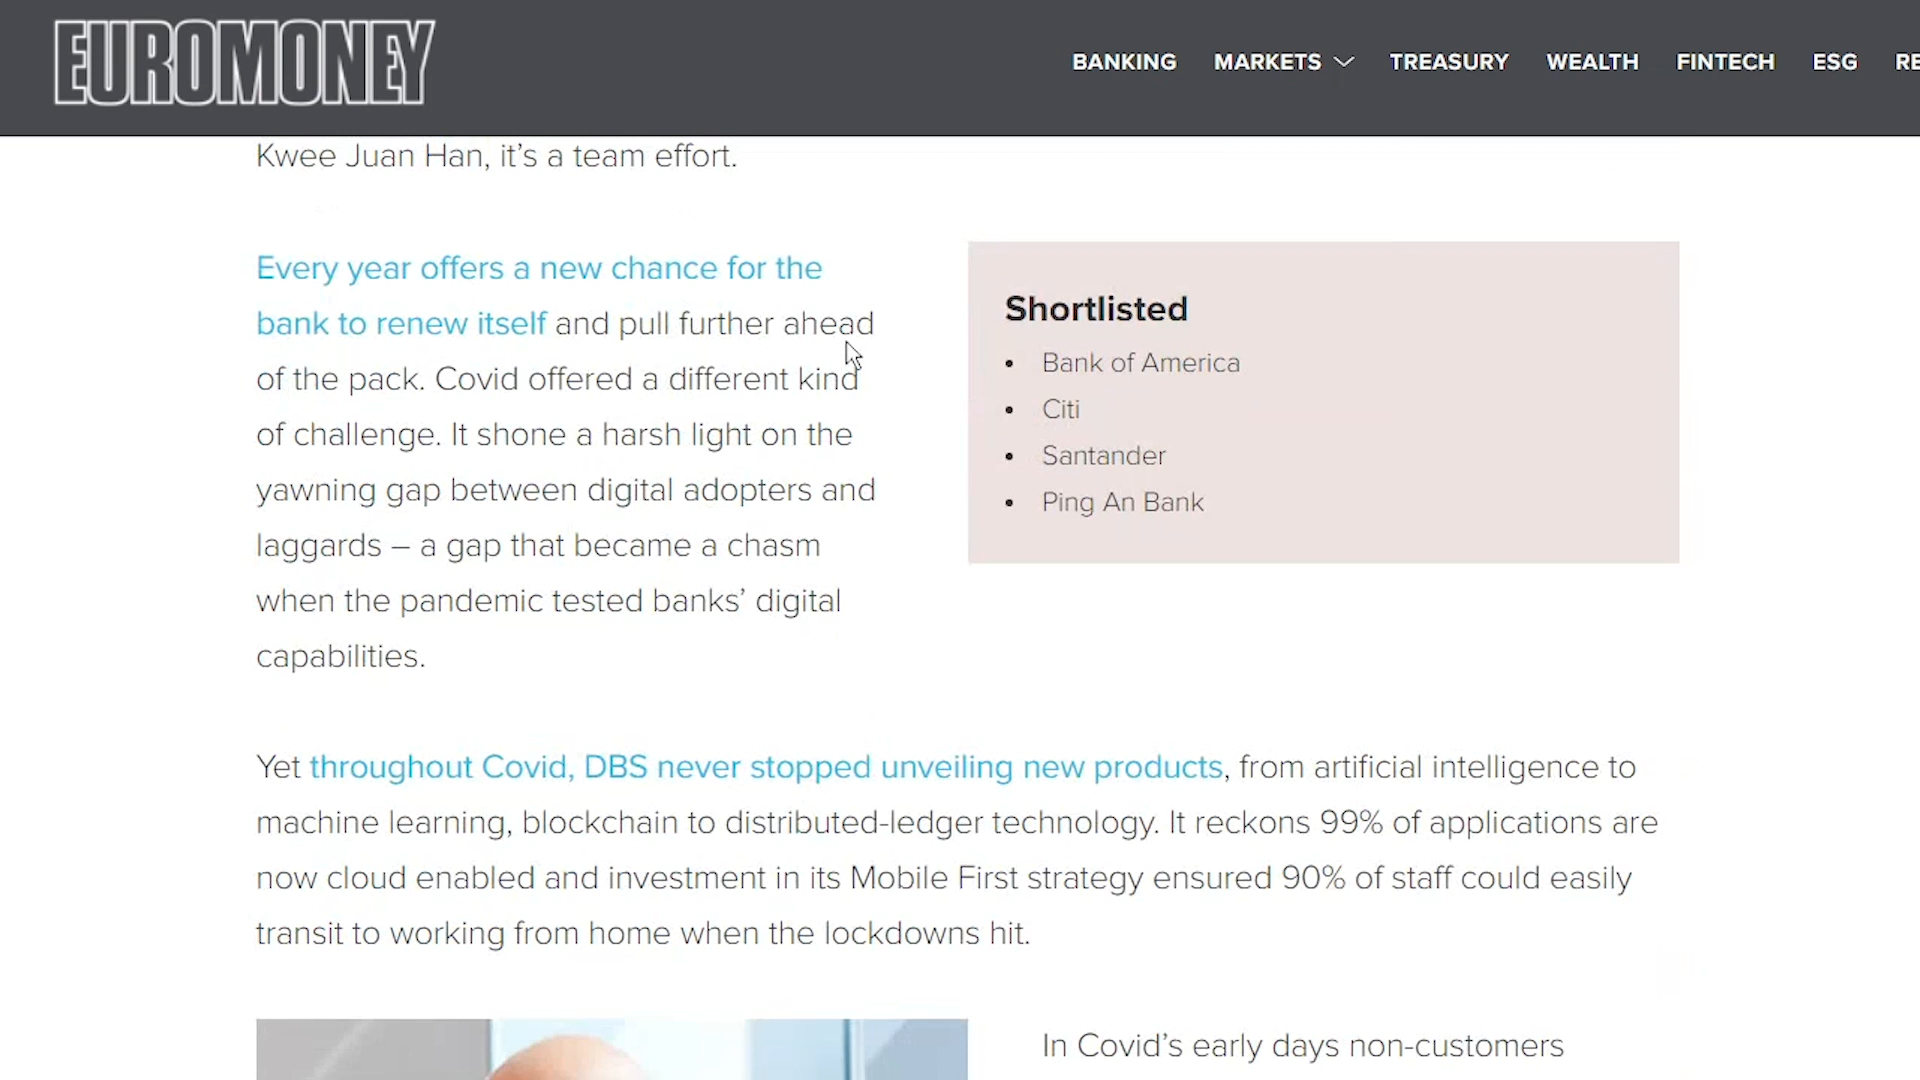 EUROMONEY
BANKING MARKETS TREASURY WEALTH FINTECH ESG
Kwee Juan Han, it’s a team effort.
Every year offers a new chance for the
bank to renew itself and pull further ahead
of the pack. Covid offered a different kind
of challenge. It shone a harsh light on the
yawning gap between digital adopters and
laggards – a gap that became a chasm
when the pandemic tested banks’ digital
capabilities.
Shortlisted
• Bank of America
• Citi
• Santander
• Ping An Bank
Yet throughout Covid, DBS never stopped unveiling new products, from artificial intelligence to
machine learning, blockchain to distributed-ledger technology. It reckons 99% of applications are
now cloud enabled and investment in its Mobile First strategy ensured 90% of staff could easily
transit to working from home when the lockdowns hit.
In Covid’s early days non-customers